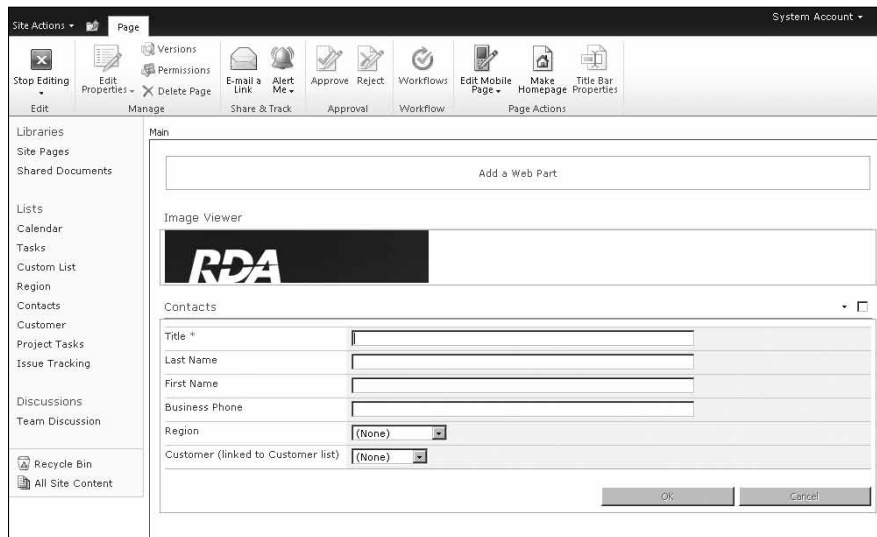 Site Actions
Page
System Account
Stop Editing
Edit Properties
Versions
Permissions
Delete Page
E-mail a Link
Alert Me
Approve
Reject
Workflows
Edit Mobile Page
Make Homepage
Title Bar Properties
Edit
Manage
Share & Track
Approval
Workflow
Page Actions
Libraries
Site Pages
Shared Documents
Lists
Calendar
Tasks
Custom List
Region
Contacts
Customer
Project Tasks
Issue Tracking
Discussions
Team Discussion
Recycle Bin
All Site Content
Main
Add a Web Part
Image Viewer
RDA
Contacts
Title *
Last Name
First Name
Business Phone
Region
(None)
Customer (linked to Customer list)
(None)
OK
Cancel